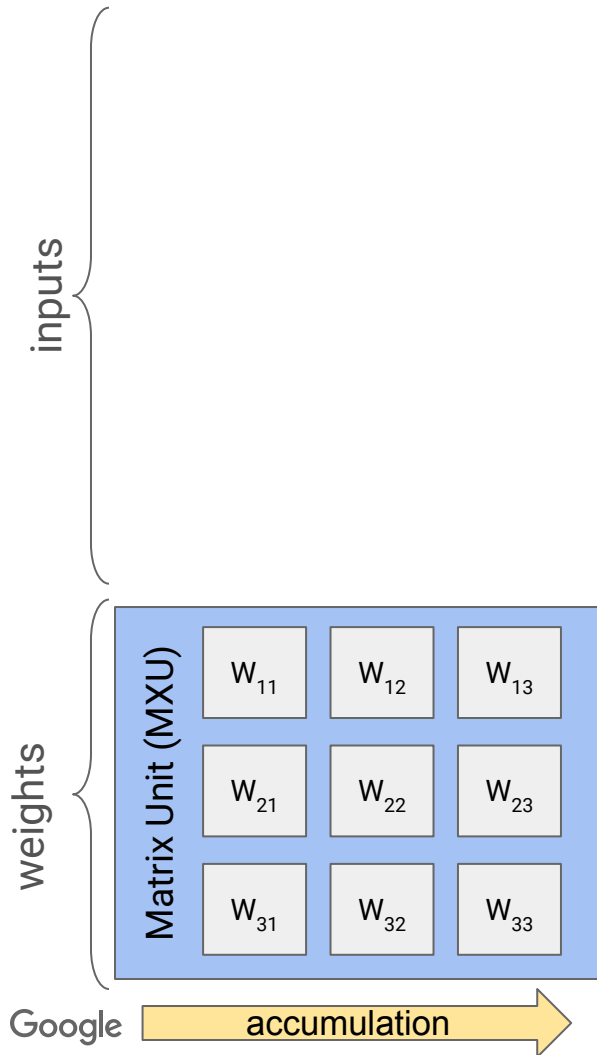 inputs
weights
Matrix Unit (MXU)
W₁₁ W₁₂ W₁₃
W₂₁ W₂₂ W₂₃
W₃₁ W₃₂ W₃₃
Google
accumulation